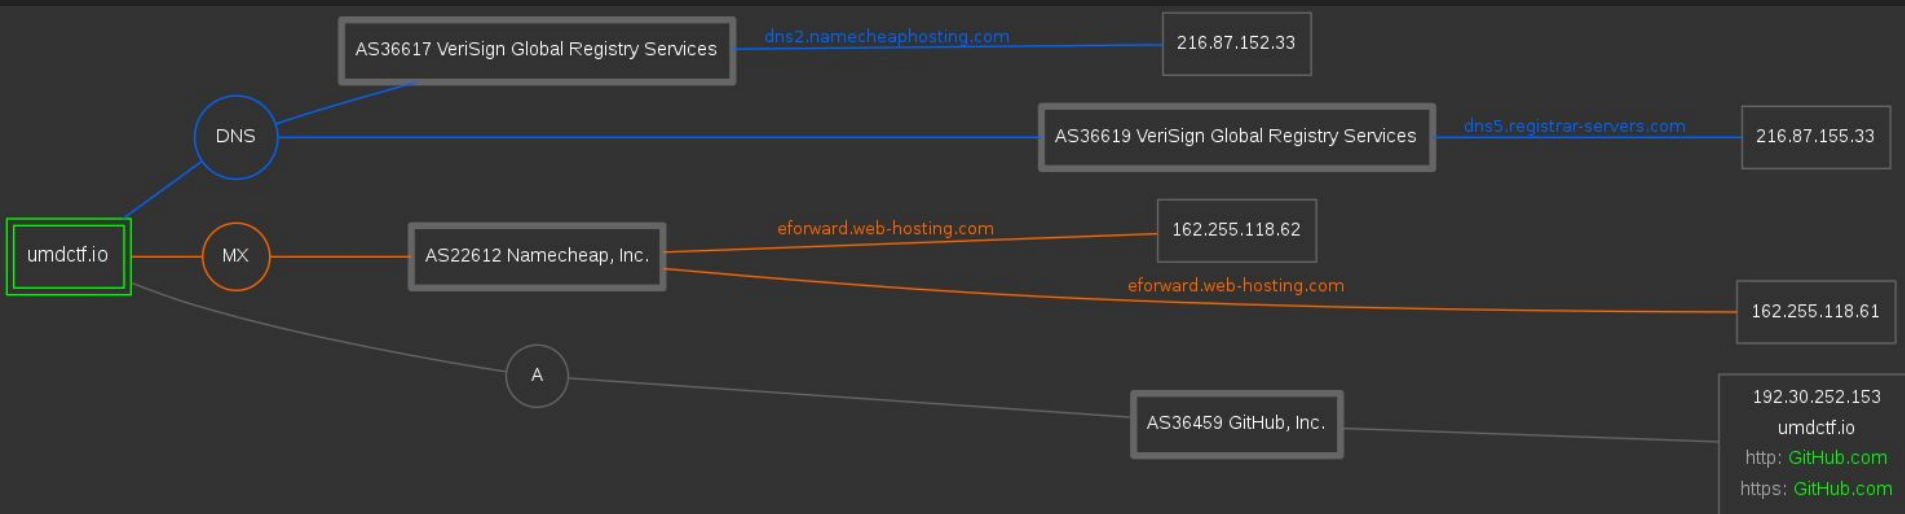 AS36617 VeriSign Global Registry Services
dns2.namecheaphosting.com
216.87.152.33
DNS
AS36619 VeriSign Global Registry Services
dns5.registrar-servers.com
216.87.155.33
umdctf.io
MX
AS22612 Namecheap, Inc.
eforward.web-hosting.com
162.255.118.62
eforward.web-hosting.com
162.255.118.61
A
AS36459 GitHub, Inc.
192.30.252.153
umdctf.io
http: GitHub.com
https: GitHub.com